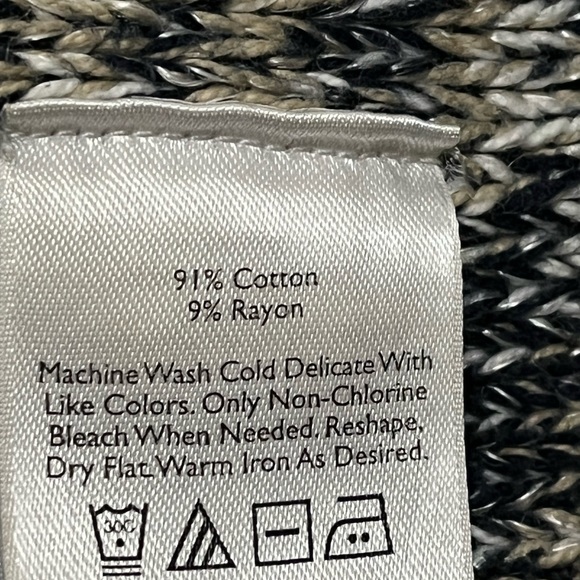 91% Cotton
9% Rayon
Machine Wash Cold Delicate With
Like Colors. Only Non-Chlorine
Bleach When Needed. Reshape,
Dry Flat. Warm Iron As Desired.
30C